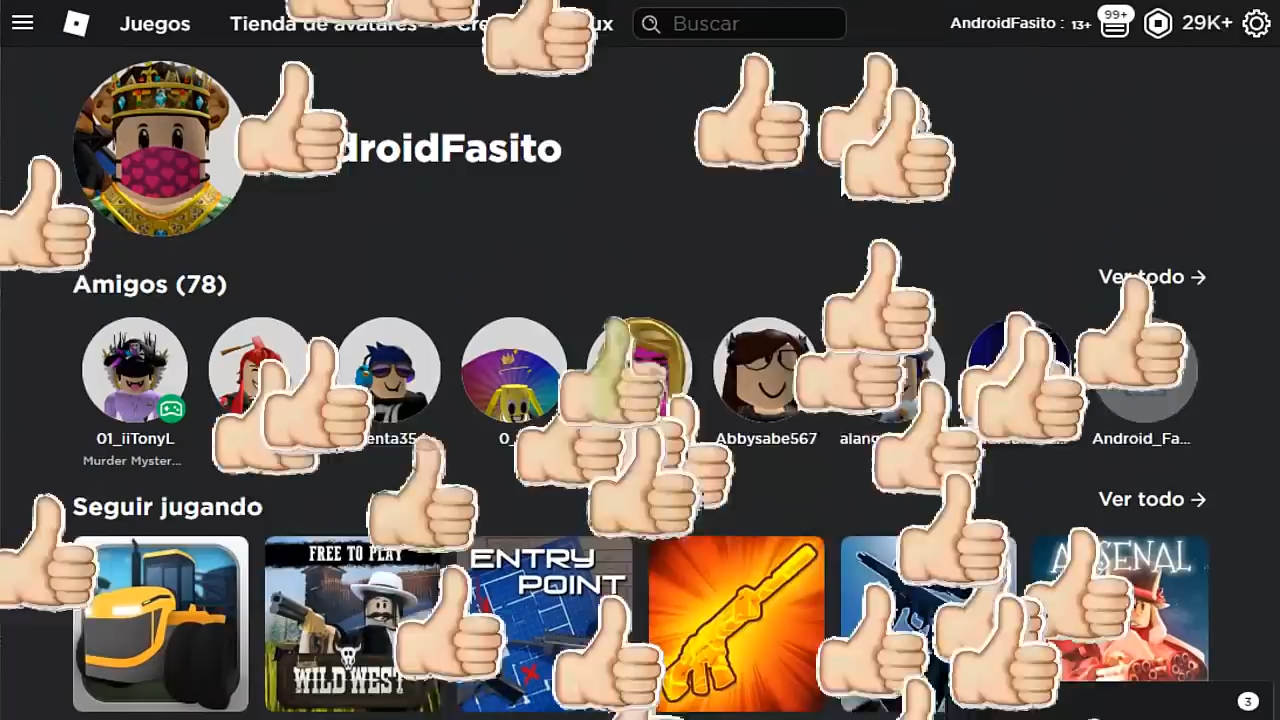 Juegos
Tienda de avatares
Buscar
AndroidFasito : 13+
99+
29K+
droidFasito
Amigos (78)
Ver todo →
01_iiTonyL
Abbysabe567
Android_Fa...
Murder Myster...
Seguir jugando
Ver todo →
FREE TO PLAY
WILD WEST
ENTRY
POINT
3